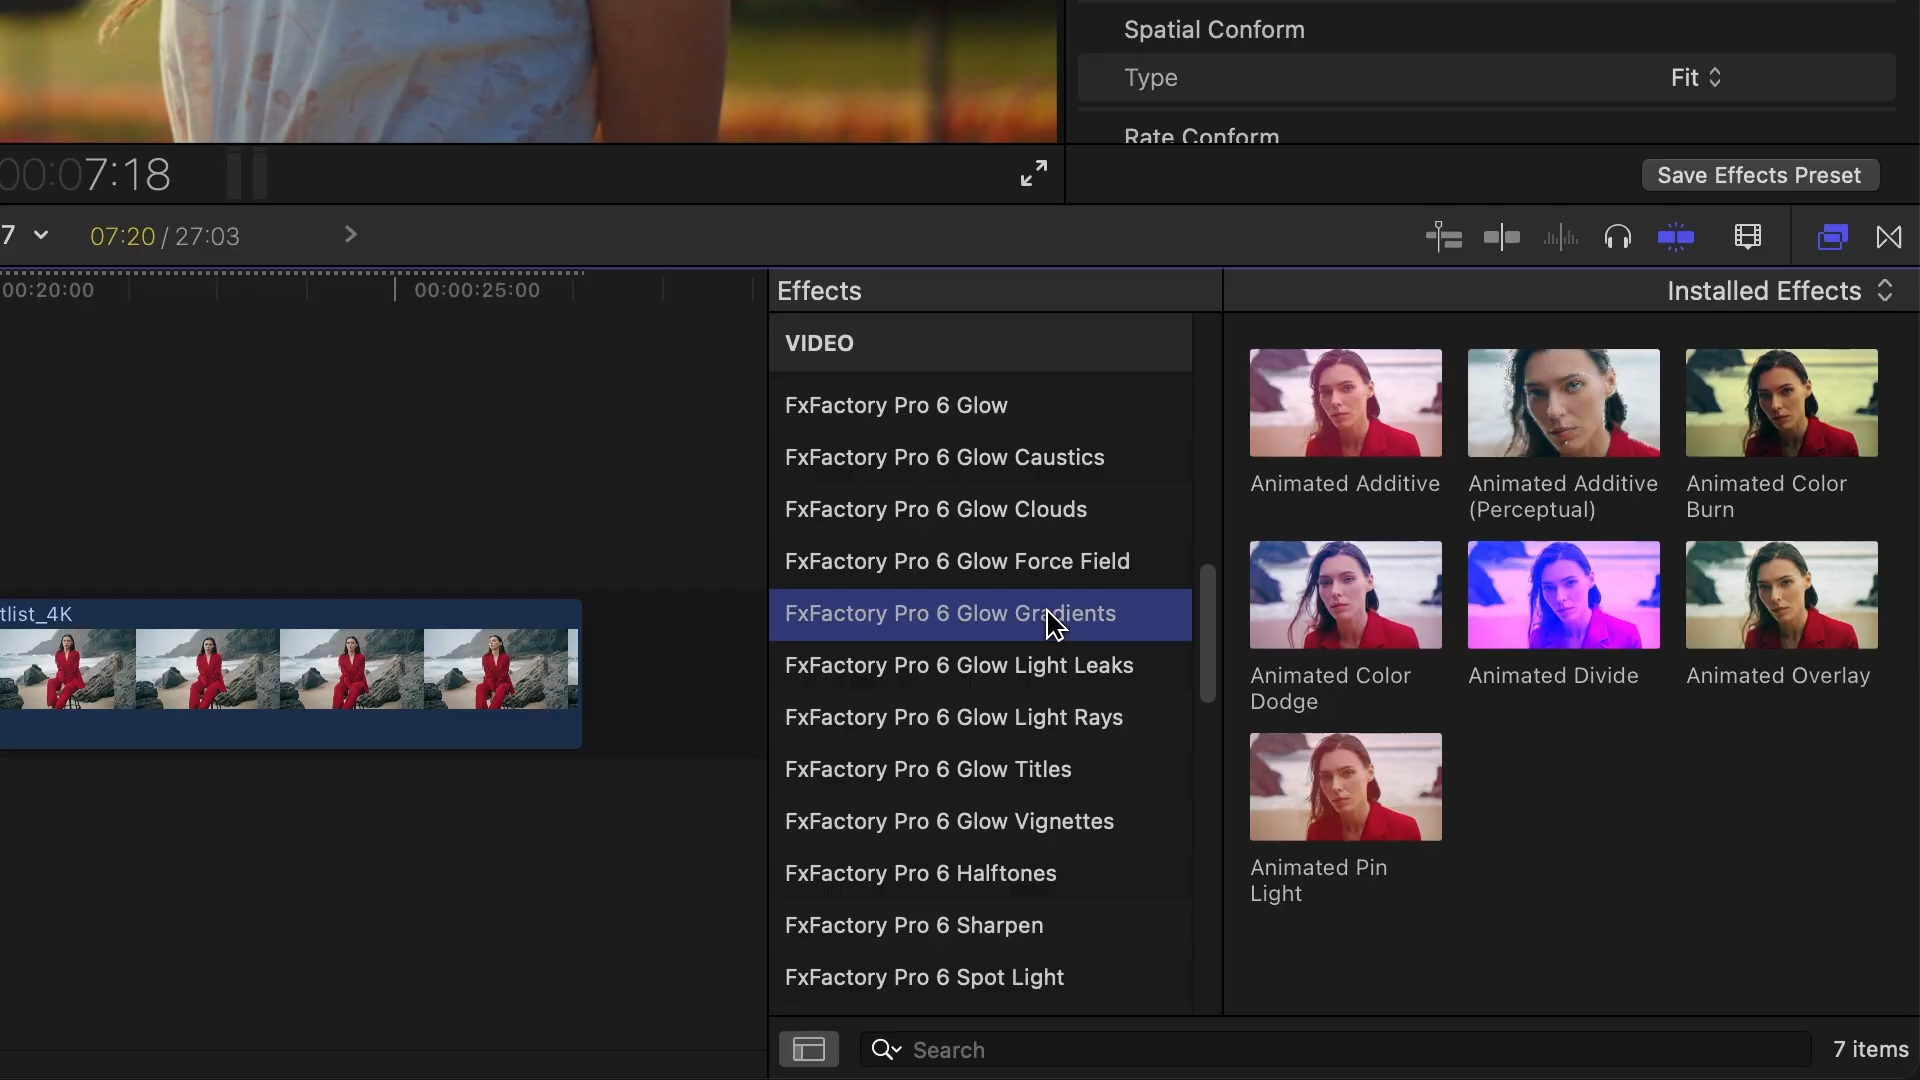 Spatial Conform
Type
Fit
Rate Conform
00:07:18
Save Effects Preset
7
07:20 / 27:03
00:20:00
00:00:25:00
Effects
Installed Effects
VIDEO
FxFactory Pro 6 Glow
FxFactory Pro 6 Glow Caustics
FxFactory Pro 6 Glow Clouds
FxFactory Pro 6 Glow Force Field
FxFactory Pro 6 Glow Gradients
FxFactory Pro 6 Glow Light Leaks
FxFactory Pro 6 Glow Light Rays
FxFactory Pro 6 Glow Titles
FxFactory Pro 6 Glow Vignettes
FxFactory Pro 6 Halftones
FxFactory Pro 6 Sharpen
FxFactory Pro 6 Spot Light
tlist_4K
Animated Additive
Animated Additive
(Perceptual)
Animated Color
Burn
Animated Color
Dodge
Animated Divide
Animated Overlay
Animated Pin
Light
Search
7 items